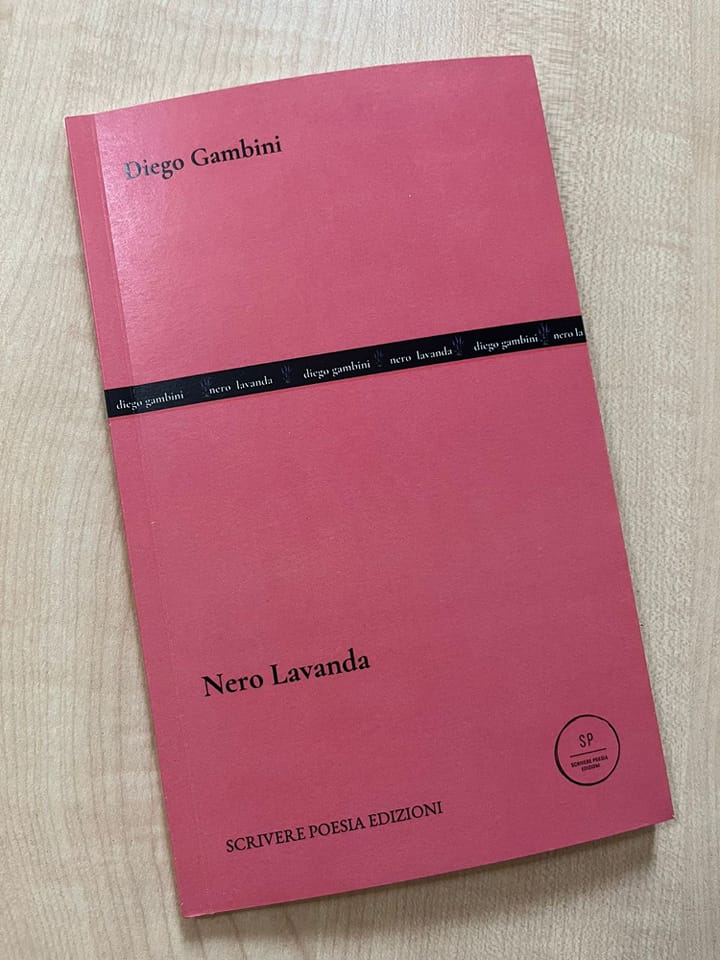 Diego Gambini
diego gambini nero lavanda diego gambini nero lavanda diego gambini nero la
Nero Lavanda
SP
SCRIVERE POESIA
EDIZIONI
SCRIVERE POESIA EDIZIONI